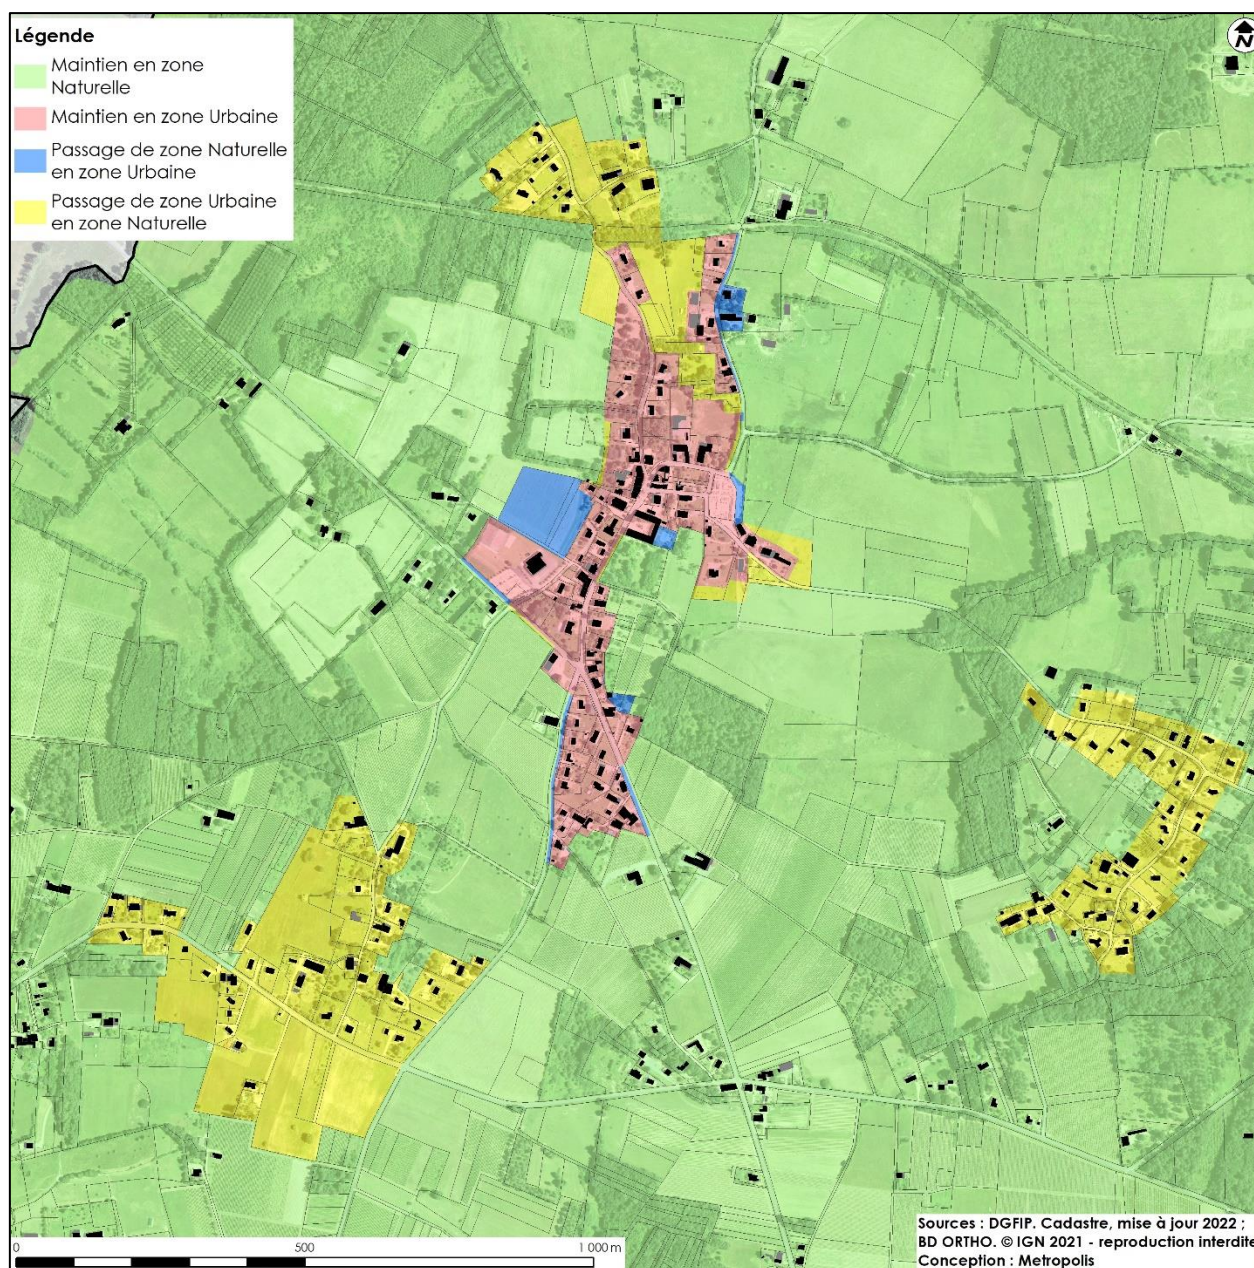 Légende
Maintien en zone
Naturelle
Maintien en zone Urbaine
Passage de zone Naturelle
en zone Urbaine
Passage de zone Urbaine
en zone Naturelle
N
0 500 1 000 m
Sources : DGFIP. Cadastre, mise à jour 2022 ;
BD ORTHO. © IGN 2021 - reproduction interdite
Conception : Metropolis